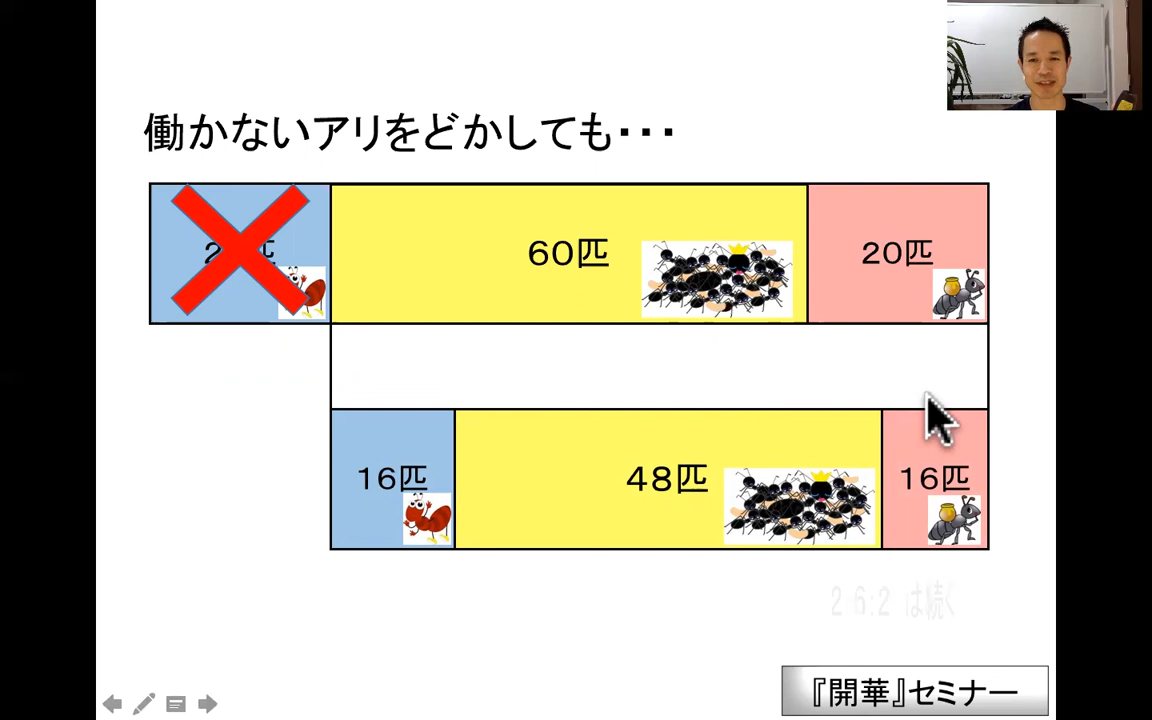 働かないアリをどかしても・・・
60匹
20匹
16匹
48匹
16匹
2:6:2 は続く
『開華』セミナー